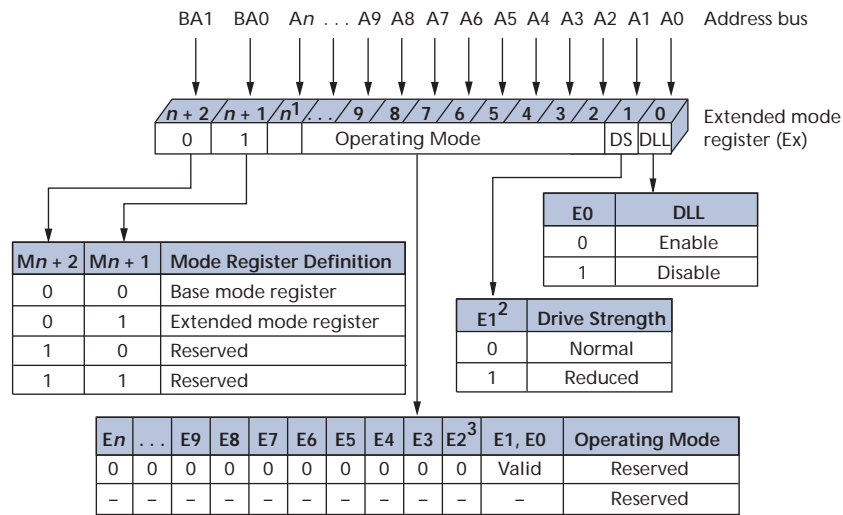 BA1 BA0 An . . . A9 A8 A7 A6 A5 A4 A3 A2 A1 A0 Address bus
n + 2 n + 1 n1 . . . 9 8 7 6 5 4 3 2 1 0
Extended mode
register (Ex)
0 1 Operating Mode DS DLL
E0 DLL
0 Enable
1 Disable
Mn + 2 Mn + 1 Mode Register Definition
0 0 Base mode register
0 1 Extended mode register
1 0 Reserved
1 1 Reserved
E1² Drive Strength
0 Normal
1 Reduced
En . . . E9 E8 E7 E6 E5 E4 E3 E2³ E1, E0 Operating Mode
0 0 0 0 0 0 0 0 0 0 Valid Reserved
– – – – – – – – – – – Reserved